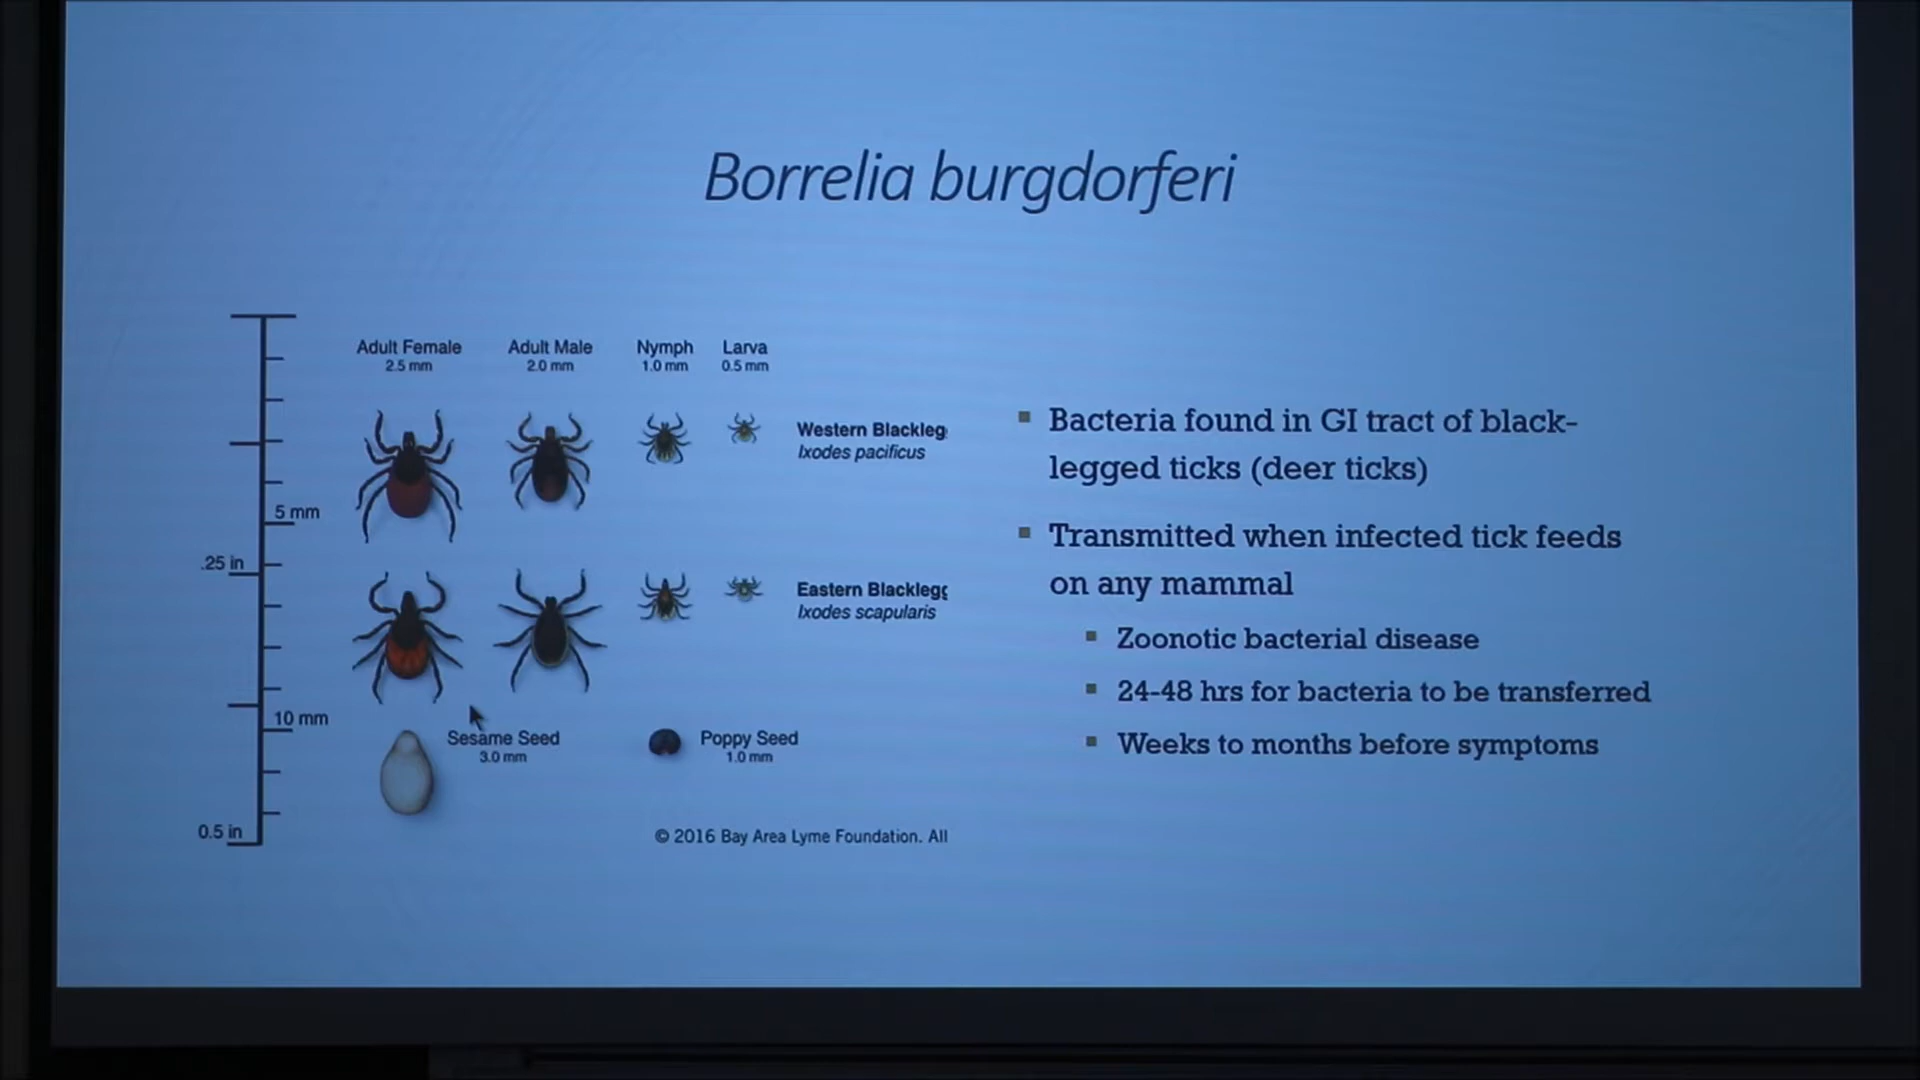 Borrelia burgdorferi
Adult Female
2.5 mm
Adult Male
2.0 mm
Nymph
1.0 mm
Larva
0.5 mm
Western Blackleg
Ixodes pacificus
5 mm
.25 in
Eastern Blacklegg
Ixodes scapularis
10 mm
Sesame Seed
3.0 mm
Poppy Seed
1.0 mm
0.5 in
© 2016 Bay Area Lyme Foundation. All
Bacteria found in GI tract of black-
legged ticks (deer ticks)
Transmitted when infected tick feeds
on any mammal
Zoonotic bacterial disease
24-48 hrs for bacteria to be transferred
Weeks to months before symptoms